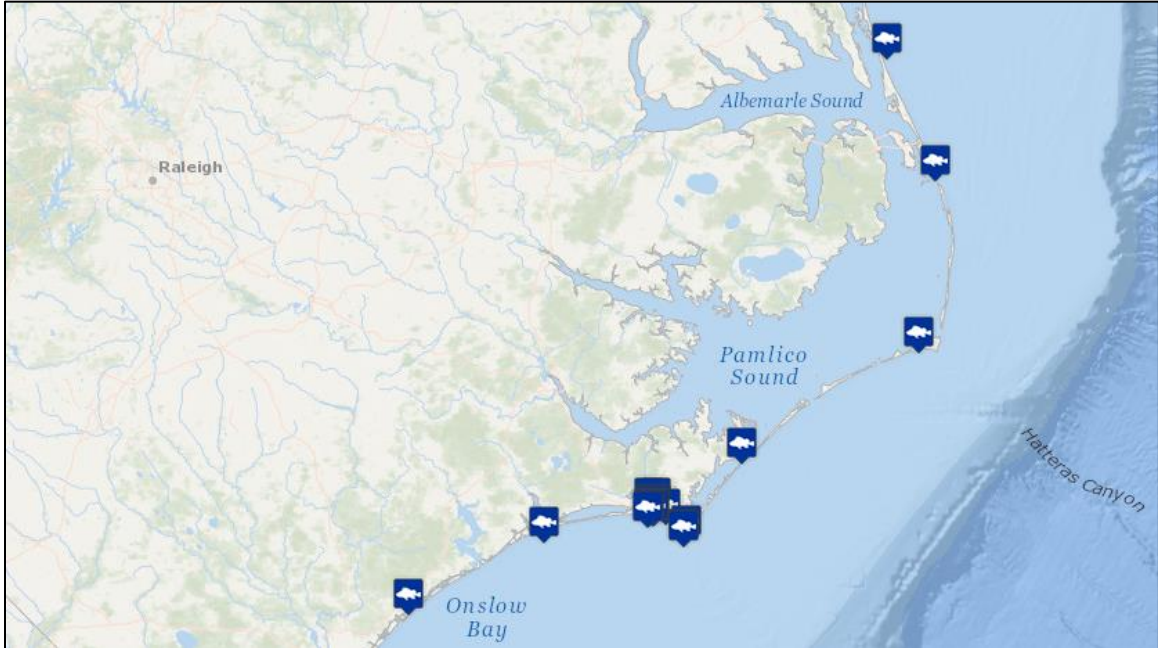 Albemarle Sound
Raleigh
Pamlico
Sound
Hatteras Canyon
Onslow
Bay